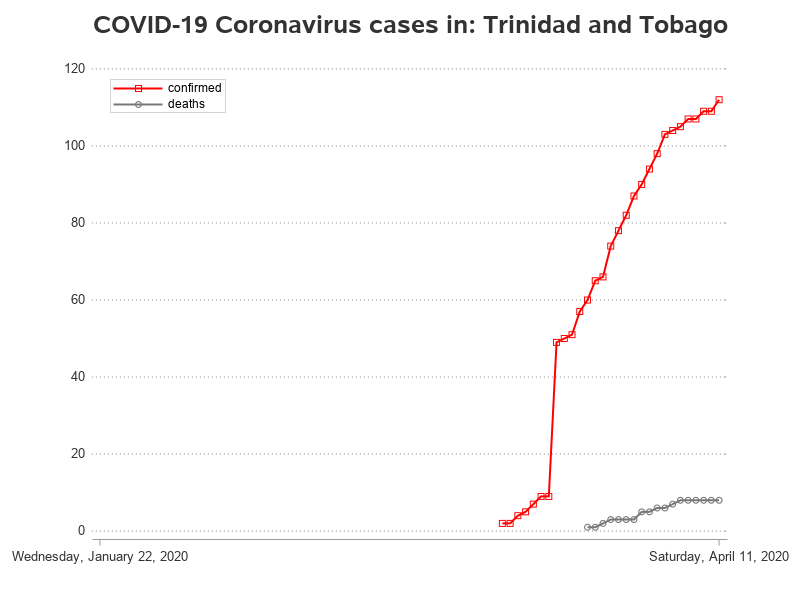 COVID-19 Coronavirus cases in: Trinidad and Tobago
120
confirmed
deaths
100
80
60
40
20
0
Wednesday, January 22, 2020 Saturday, April 11, 2020